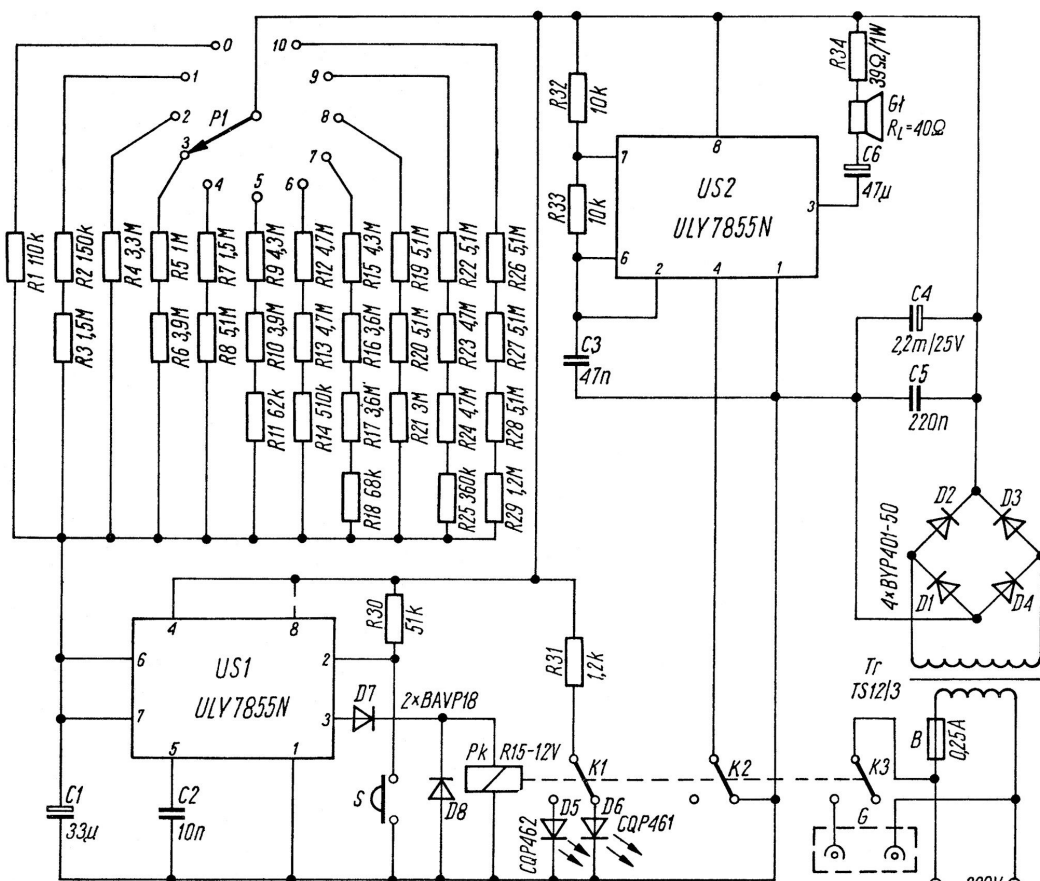 0
10
1
9
2
P1
8
3
7
4
5
6
R1 110k
R2 150k
R4 3,3M
R5 1M
R7 1,5M
R9 4,3M
R12 4,7M
R15 4,3M
R19 5,1M
R22 5,1M
R26 5,1M
R3 1,5M
R6 3,9M
R8 5,1M
R10 3,9M
R13 4,7M
R16 3,6M
R20 5,1M
R23 4,7M
R27 5,1M
R11 62k
R14 510k
R17 3,6M
R21 3M
R24 4,7M
R28 5,1M
R18 68k
R25 360k
R29 1,2M
R32
10k
R33
10k
7
8
US2
ULY 7855N
3
6
2
4
1
R34
39Ω/1W
Gł
RL=40Ω
C6
47µ
C3
47n
C4
2,2m/25V
C5
220n
D2
D3
D1
D4
4×BYP401-50
Tr
TS12/3
4
8
6
US1
2
ULY 7855N
7
3
5
1
R30
51k
R31
1,2k
D7
2×BAVP18
D8
Pk
R15-12V
S
C1
33µ
C2
10n
K1
K2
K3
D5
D6
CQP462
CQP461
B
0,25A
G